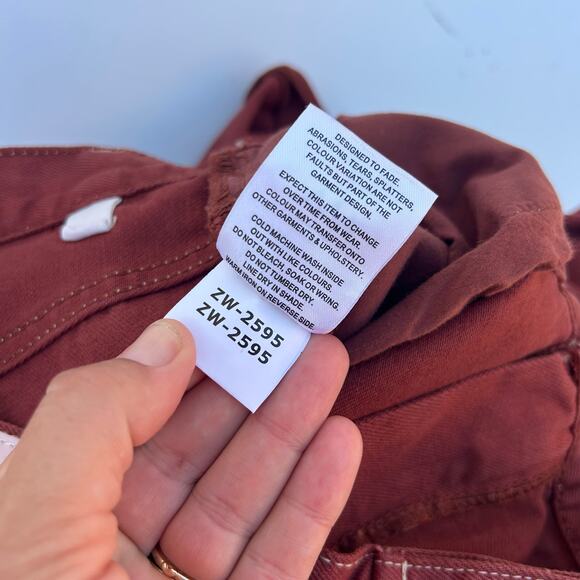 DESIGNED TO FADE.
ABRASIONS, TEARS, SPLATTERS,
COLOUR VARIATION ARE NOT
FAULTS BUT PART OF THE
GARMENT DESIGN.
EXPECT THIS ITEM TO CHANGE
OVER TIME FROM WEAR.
COLOUR MAY TRANSFER ONTO
OTHER GARMENTS & UPHOLSTERY.
COLD MACHINE WASH INSIDE
OUT WITH LIKE COLOURS.
DO NOT BLEACH, SOAK OR WRING.
DO NOT TUMBER DRY.
LINE DRY IN SHADE.
WARM IRON ON REVERSE SIDE
ZW-2595
ZW-2595